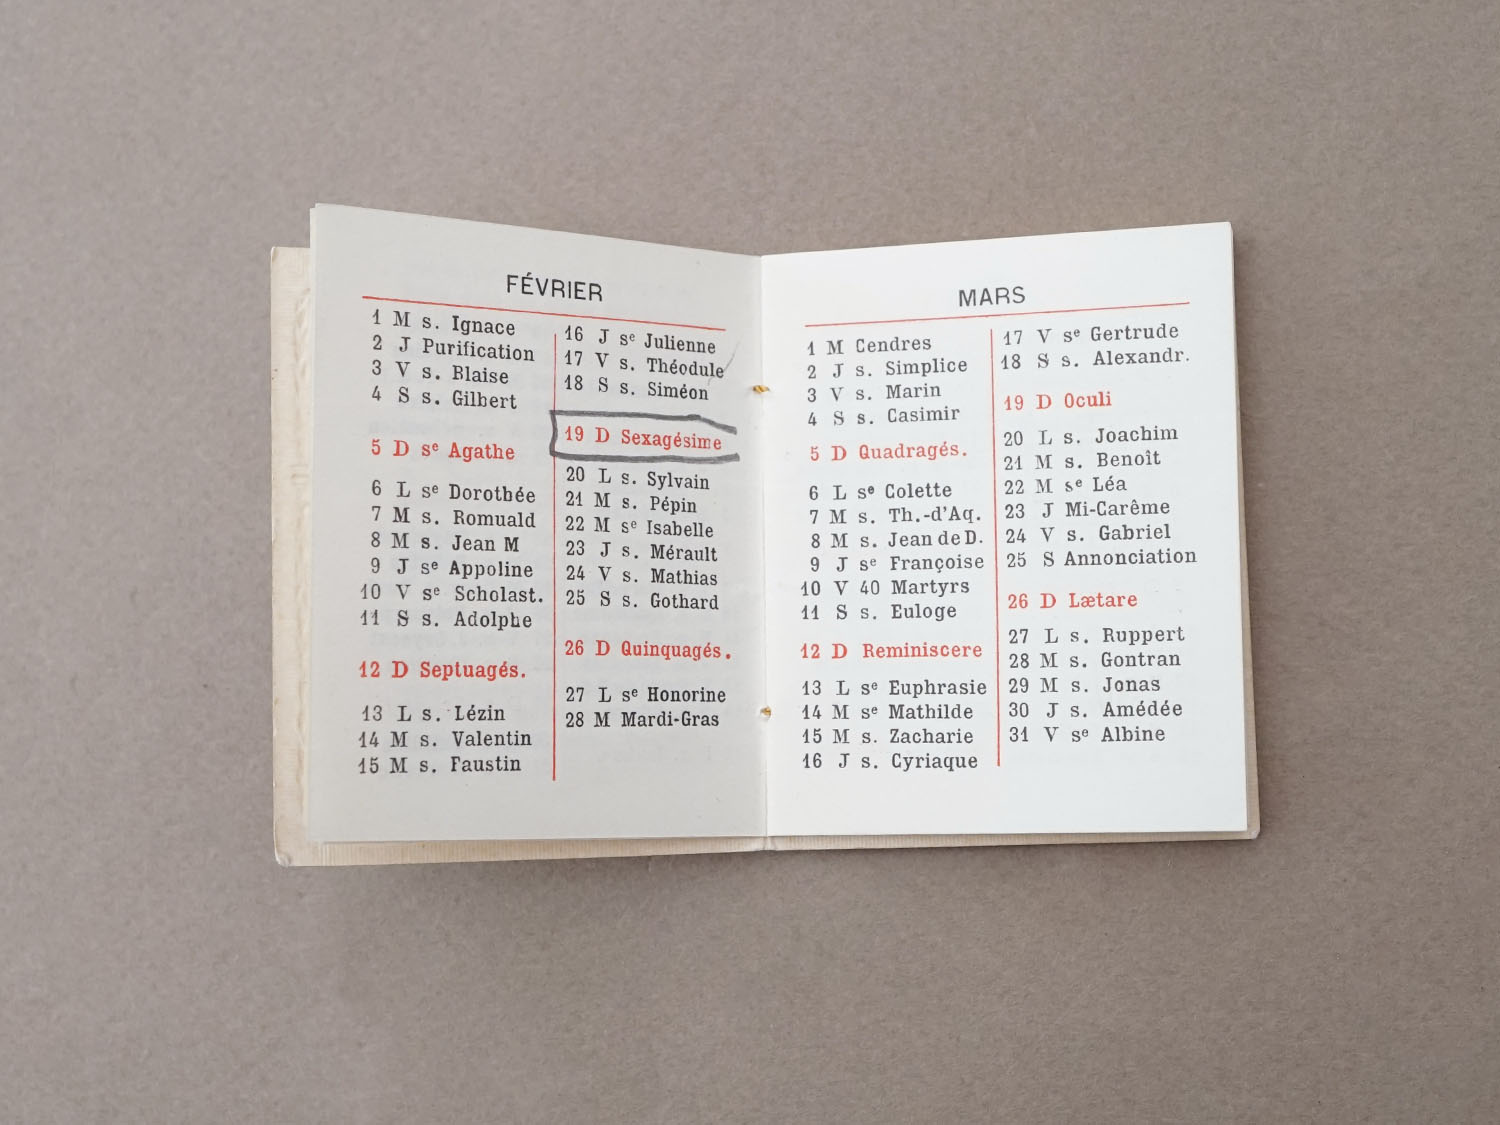 FÉVRIER
1 M s. Ignace
2 J Purification
3 V s. Blaise
4 S s. Gilbert
5 D sᵉ Agathe
6 L sᵉ Dorothée
7 M s. Romuald
8 M s. Jean M
9 J sᵉ Appoline
10 V sᵉ Scholast.
11 S s. Adolphe
12 D Septuagés.
13 L s. Lézin
14 M s. Valentin
15 M s. Faustin
16 J sᵉ Julienne
17 V s. Théodule
18 S s. Siméon
19 D Sexagésime
20 L s. Sylvain
21 M s. Pépin
22 M sᵉ Isabelle
23 J s. Mérault
24 V s. Mathias
25 S s. Gothard
26 D Quinquagés.
27 L sᵉ Honorine
28 M Mardi-Gras
MARS
1 M Cendres
2 J s. Simplice
3 V s. Marin
4 S s. Casimir
5 D Quadragés.
6 L sᵉ Colette
7 M s. Th.-d'Aq.
8 M s. Jean de D.
9 J sᵉ Françoise
10 V 40 Martyrs
11 S s. Euloge
12 D Reminiscere
13 L sᵉ Euphrasie
14 M sᵉ Mathilde
15 M s. Zacharie
16 J s. Cyriaque
17 V sᵉ Gertrude
18 S s. Alexandr.
19 D Oculi
20 L s. Joachim
21 M s. Benoît
22 M sᵉ Léa
23 J Mi-Carême
24 V s. Gabriel
25 S Annonciation
26 D Lætare
27 L s. Ruppert
28 M s. Gontran
29 M s. Jonas
30 J s. Amédée
31 V sᵉ Albine